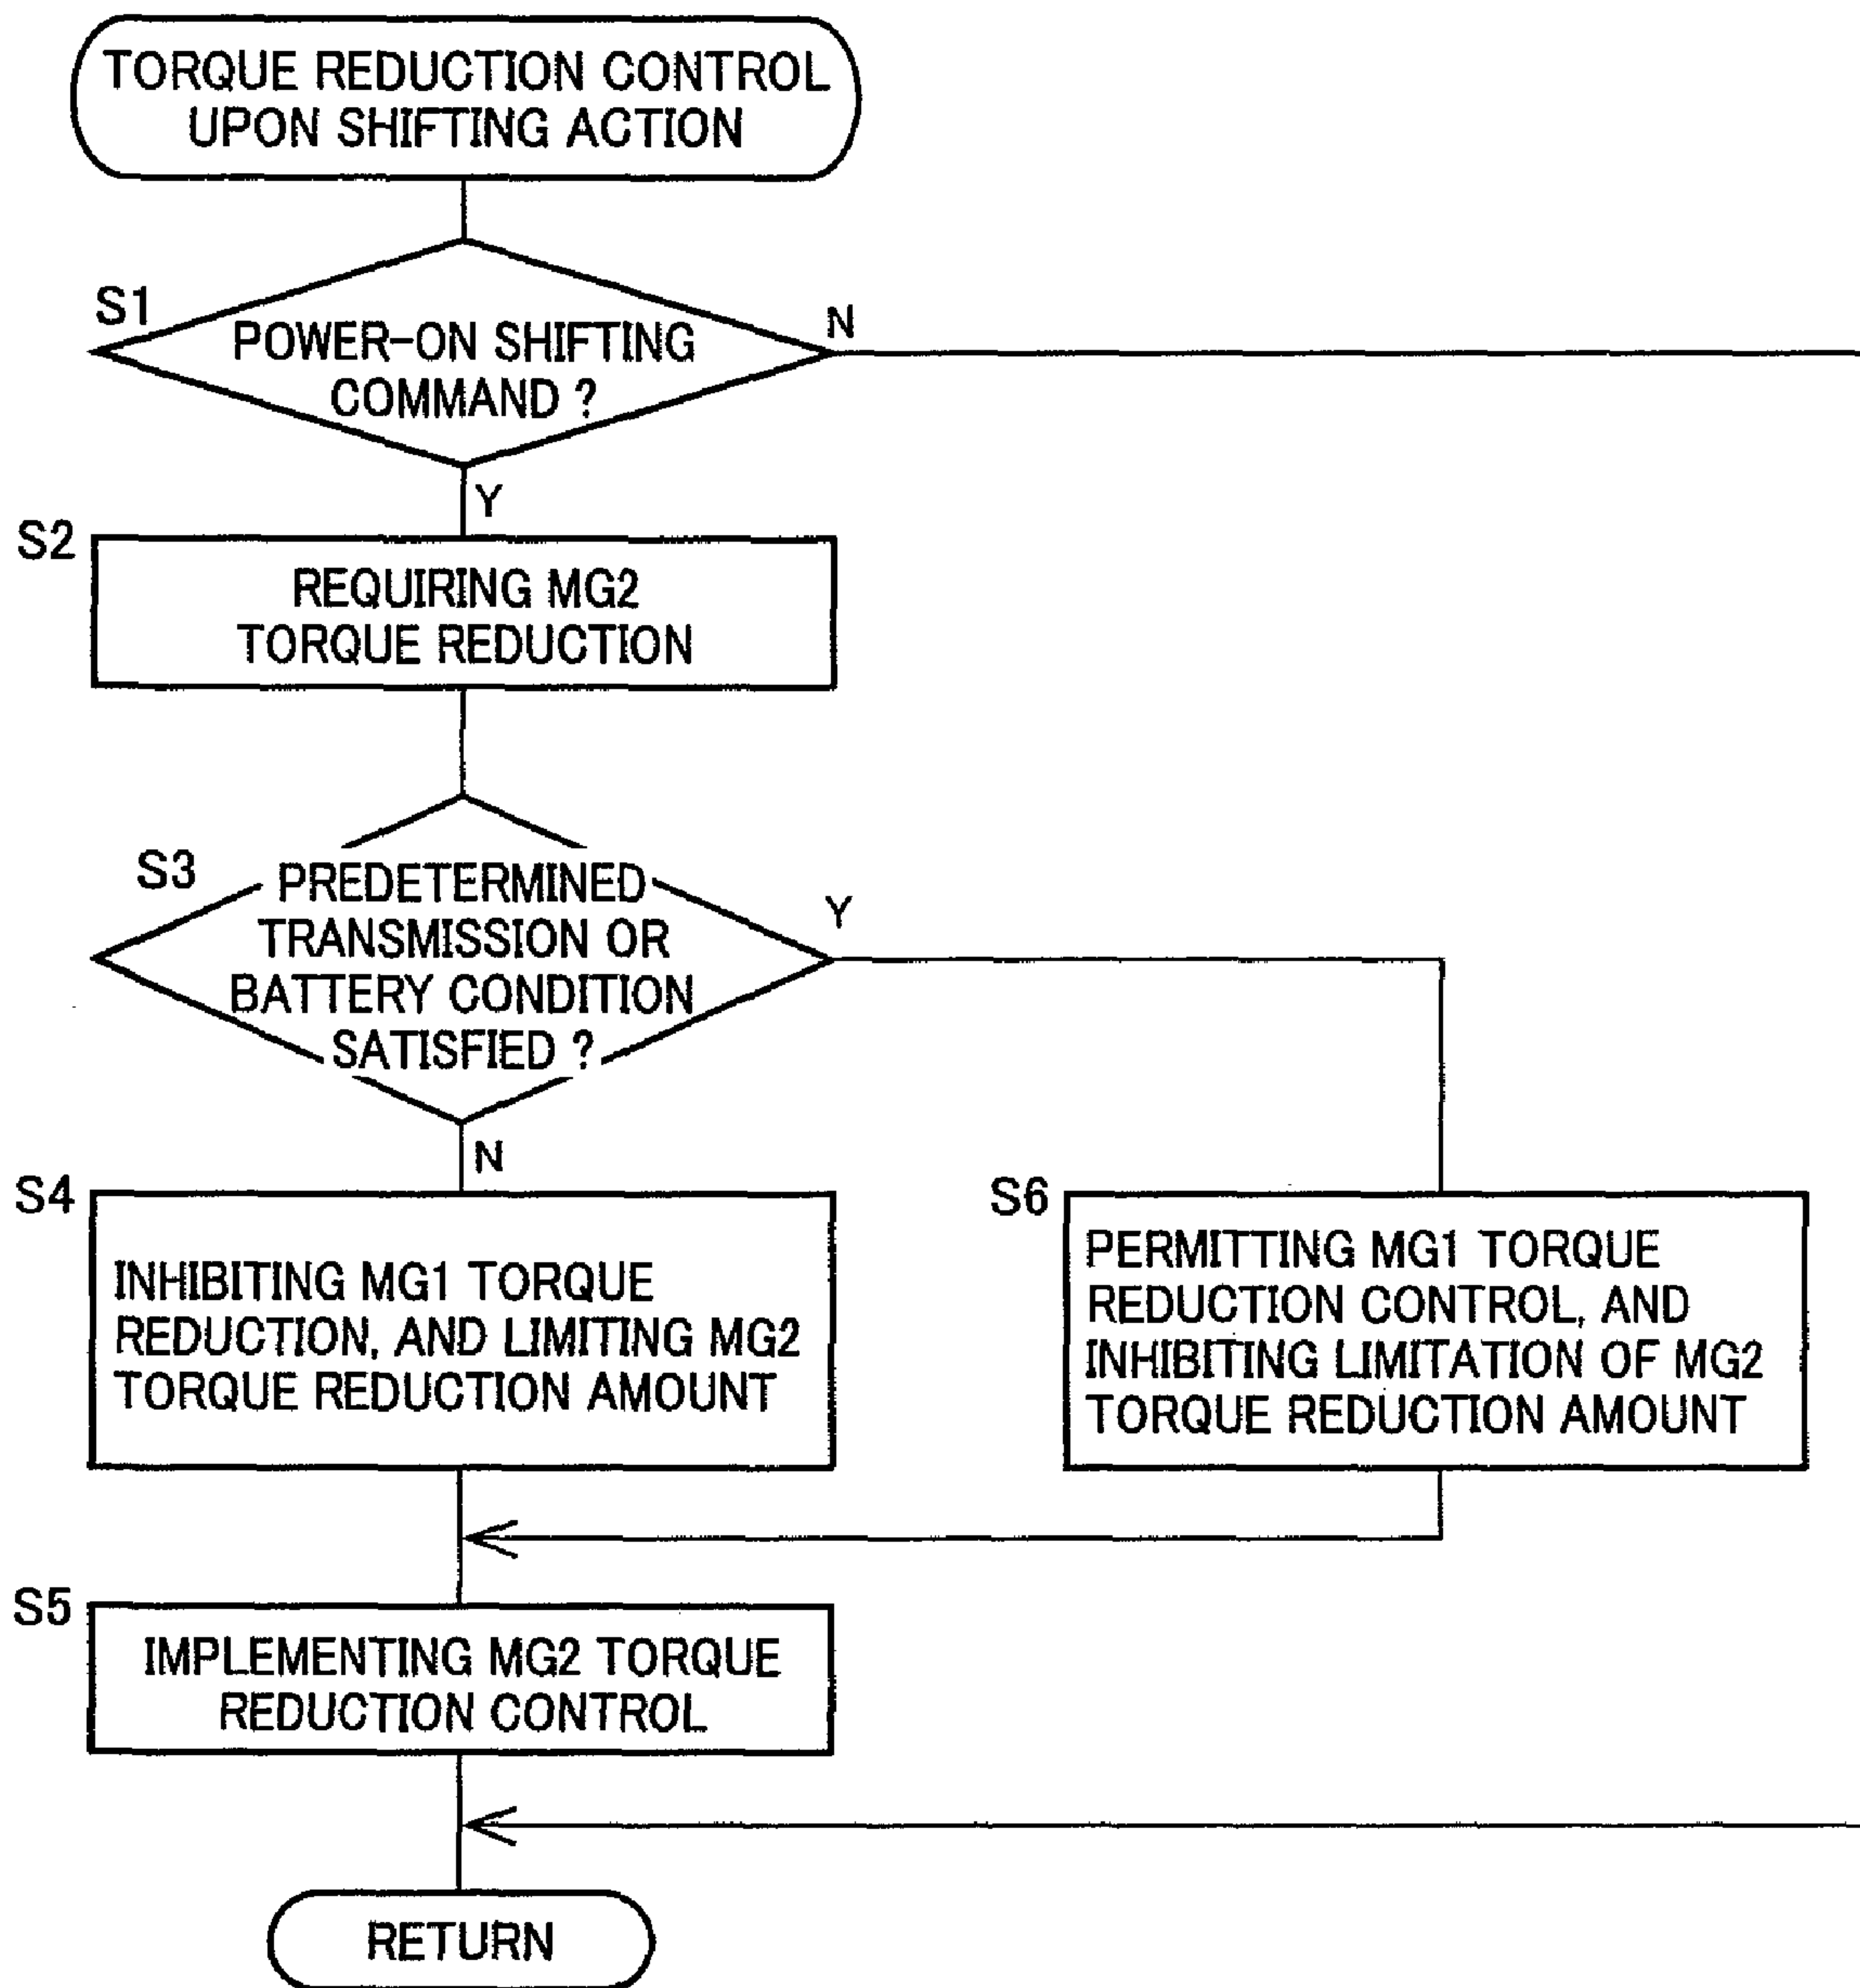 TORQUE REDUCTION CONTROL
UPON SHIFTING ACTION
S1
POWER-ON SHIFTING
COMMAND ?
N
Y
S2
REQUIRING MG2
TORQUE REDUCTION
S3
PREDETERMINED
TRANSMISSION OR
BATTERY CONDITION
SATISFIED ?
Y
N
S4
INHIBITING MG1 TORQUE
REDUCTION, AND LIMITING MG2
TORQUE REDUCTION AMOUNT
S6
PERMITTING MG1 TORQUE
REDUCTION CONTROL, AND
INHIBITING LIMITATION OF MG2
TORQUE REDUCTION AMOUNT
S5
IMPLEMENTING MG2 TORQUE
REDUCTION CONTROL
RETURN